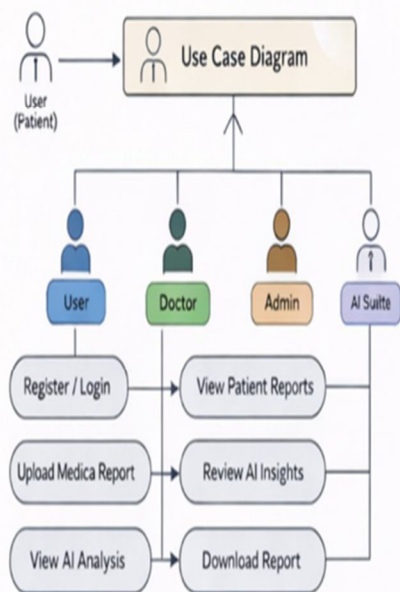 Use Case Diagram
User
(Patient)
User
Doctor
Admin
AI Suilte
Register / Login
View Patient Reports
Upload Medica Report
Review AI Insights
View AI Analysis
Download Report